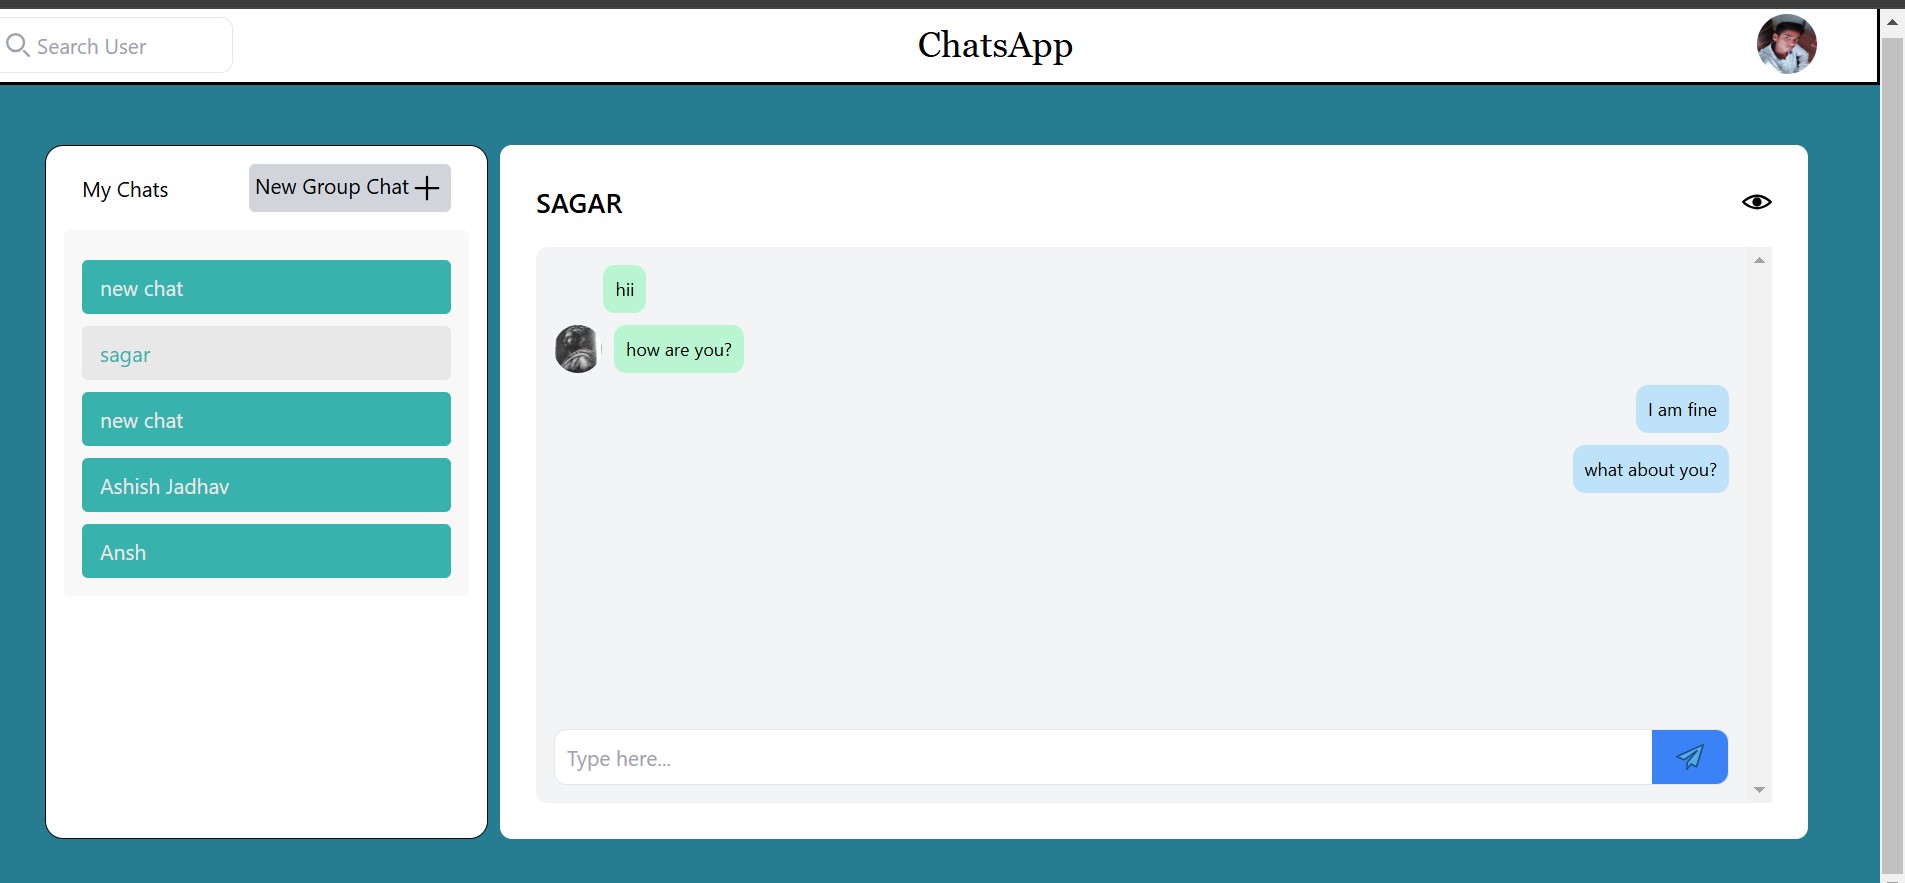 Search User
ChatsApp
My Chats
New Group Chat
new chat
sagar
new chat
Ashish Jadhav
Ansh
SAGAR
hii
how are you?
I am fine
what about you?
Type here...